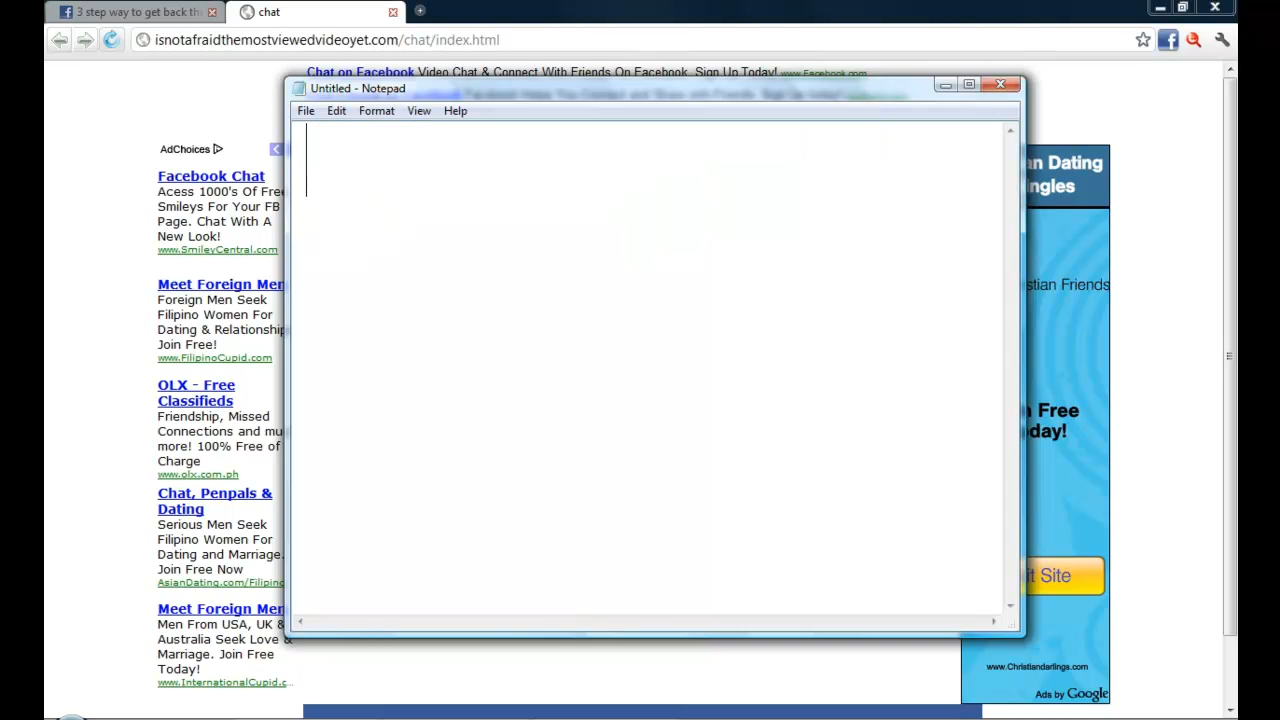 3 step way to get back th
chat
isnotafraidthemostviewedvideoyet.com/chat/index.html
Chat on Facebook Video Chat & Connect With Friends On Facebook. Sign Up Today! www.Facebook.com
Untitled - Notepad
File Edit Format View Help
AdChoices
Facebook Chat
Acess 1000's Of Free
Smileys For Your FB
Page. Chat With A
New Look!
www.SmileyCentral.com
Meet Foreign Men
Foreign Men Seek
Filipino Women For
Dating & Relationship
Join Free!
www.FilipinoCupid.com
OLX - Free
Classifieds
Friendship, Missed
Connections and mu
more! 100% Free of
Charge
www.olx.com.ph
Chat, Penpals &
Dating
Serious Men Seek
Filipino Women For
Dating and Marriage.
Join Free Now
AsianDating.com/Filipino
Meet Foreign Men
Men From USA, UK &
Australia Seek Love &
Marriage. Join Free
Today!
www.InternationalCupid.c...
an Dating
ngles
stian Friends
n Free
day!
it Site
www.Christiandarlings.com
Ads by Google